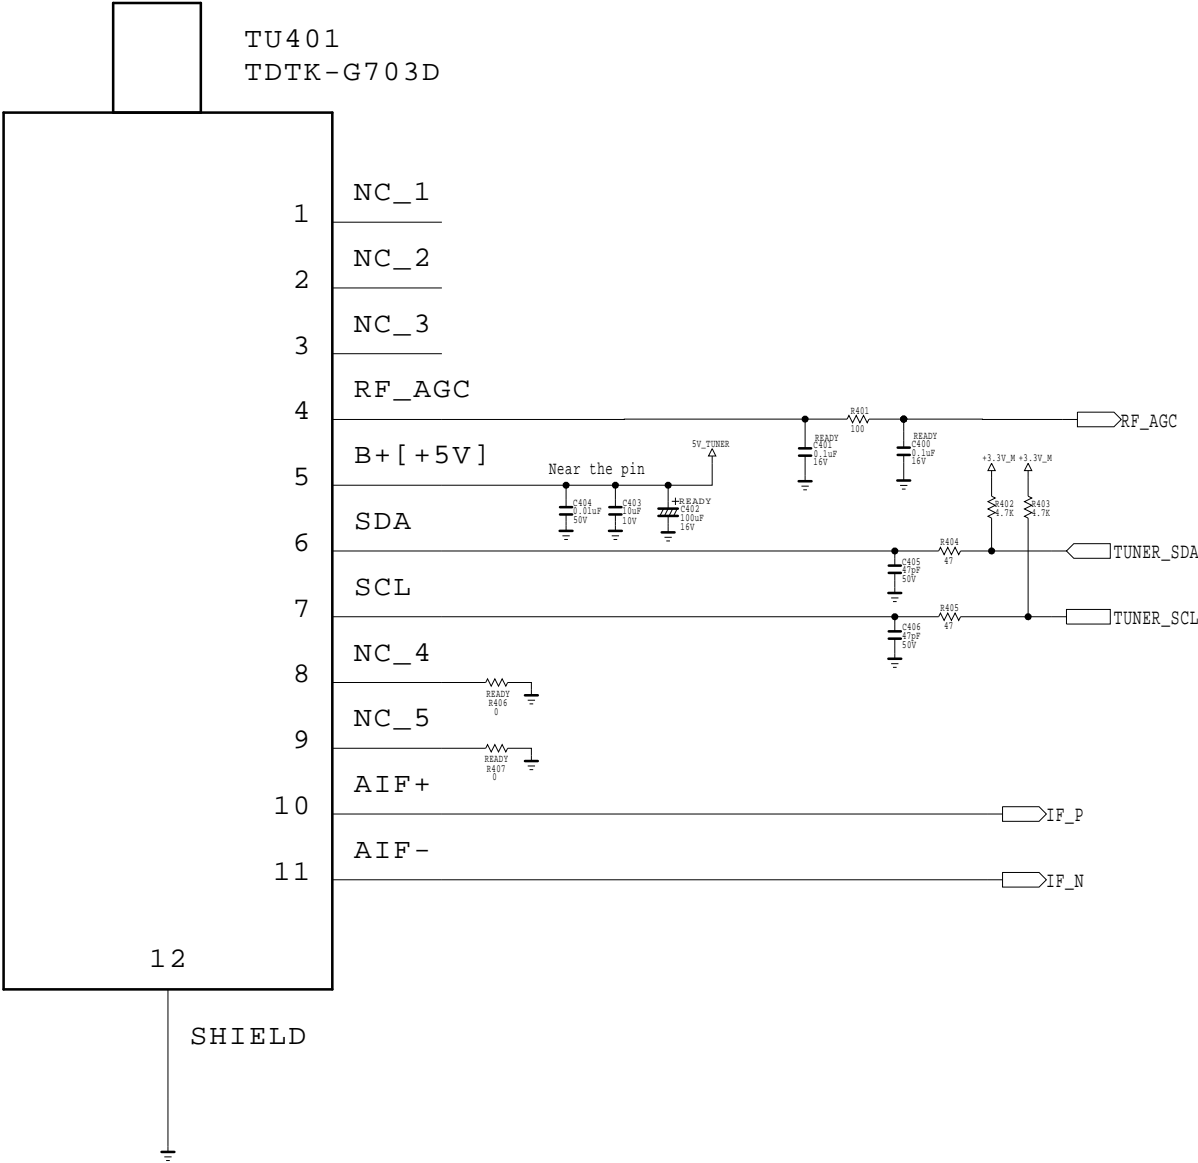 TU401
TDTK-G703D
NC_1
1
NC_2
2
NC_3
3
RF_AGC
4
R401
100
READY
C401
0.1uF
16V
READY
C400
0.1uF
16V
RF_AGC
B+[+5V]
5
Near the pin
5V_TUNER
C404
0.01uF
50V
C403
10uF
10V
+READY
C402
100uF
16V
+3.3V_M
+3.3V_M
R402
4.7K
R403
4.7K
SDA
6
R404
47
C405
47pF
50V
TUNER_SDA
SCL
7
R405
47
C406
47pF
50V
TUNER_SCL
NC_4
8
READY
R406
0
NC_5
9
READY
R407
0
AIF+
10
IF_P
AIF-
11
IF_N
12
SHIELD